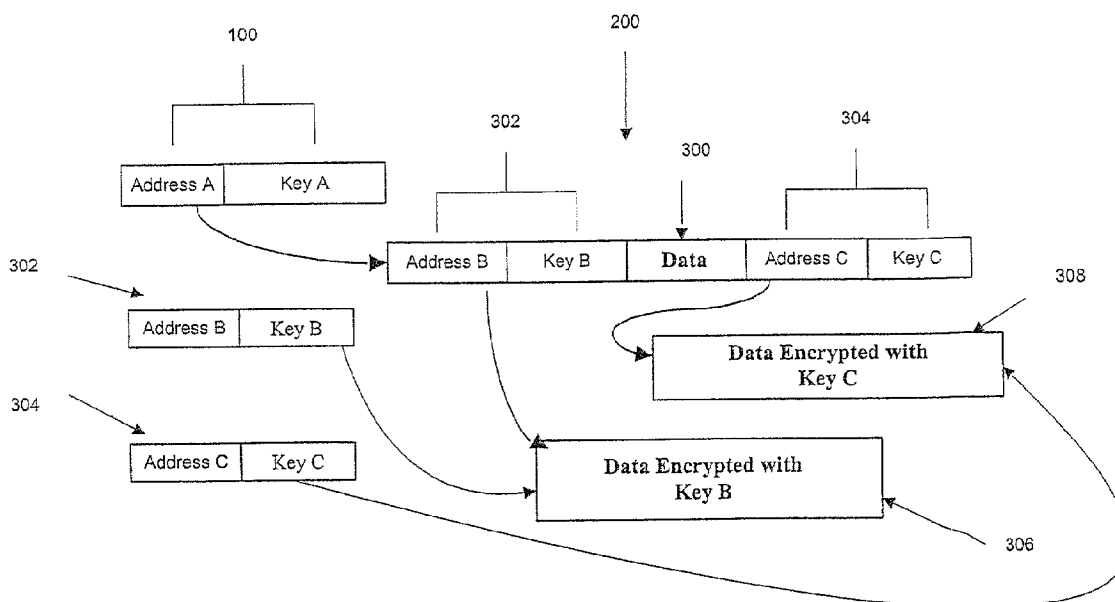 200
100
302
304
300
Address A Key A
Address B Key B Data Address C Key C
302
308
Address B Key B
Data Encrypted with
Key C
304
Address C Key C
Data Encrypted with
Key B
306